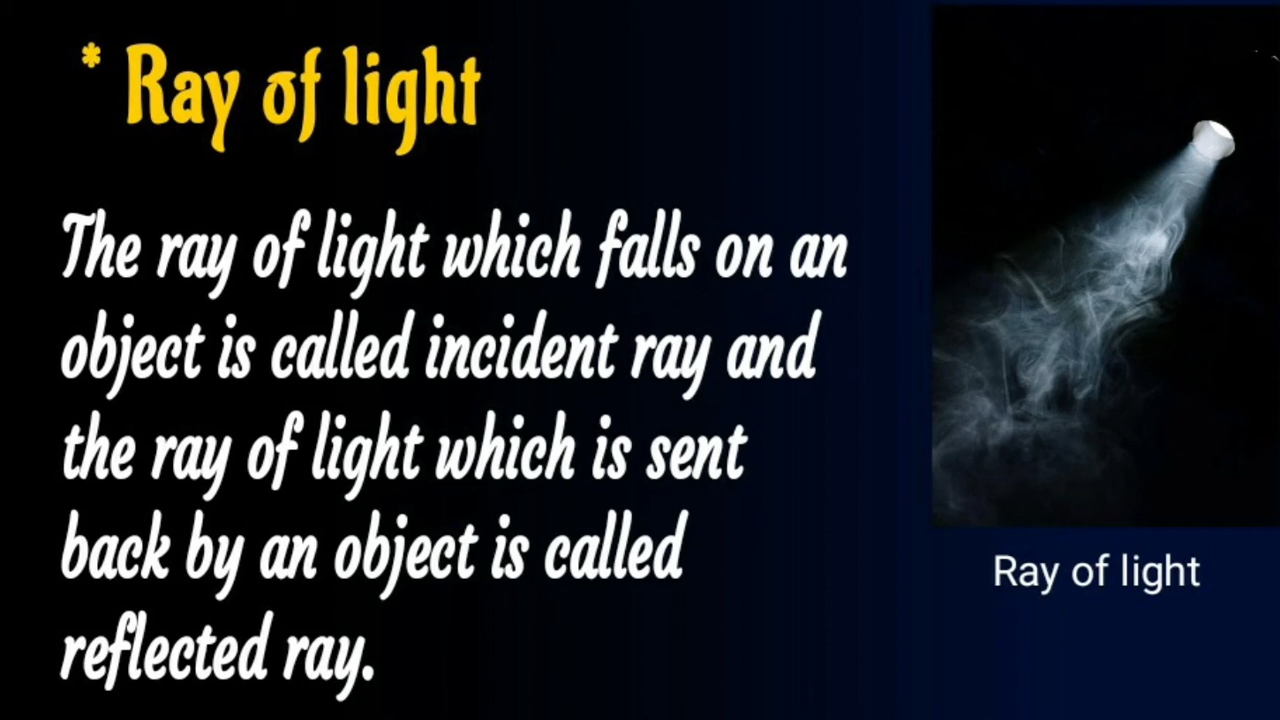 * Ray of light
The ray of light which falls on an
object is called incident ray and
the ray of light which is sent
back by an object is called
reflected ray.
Ray of light